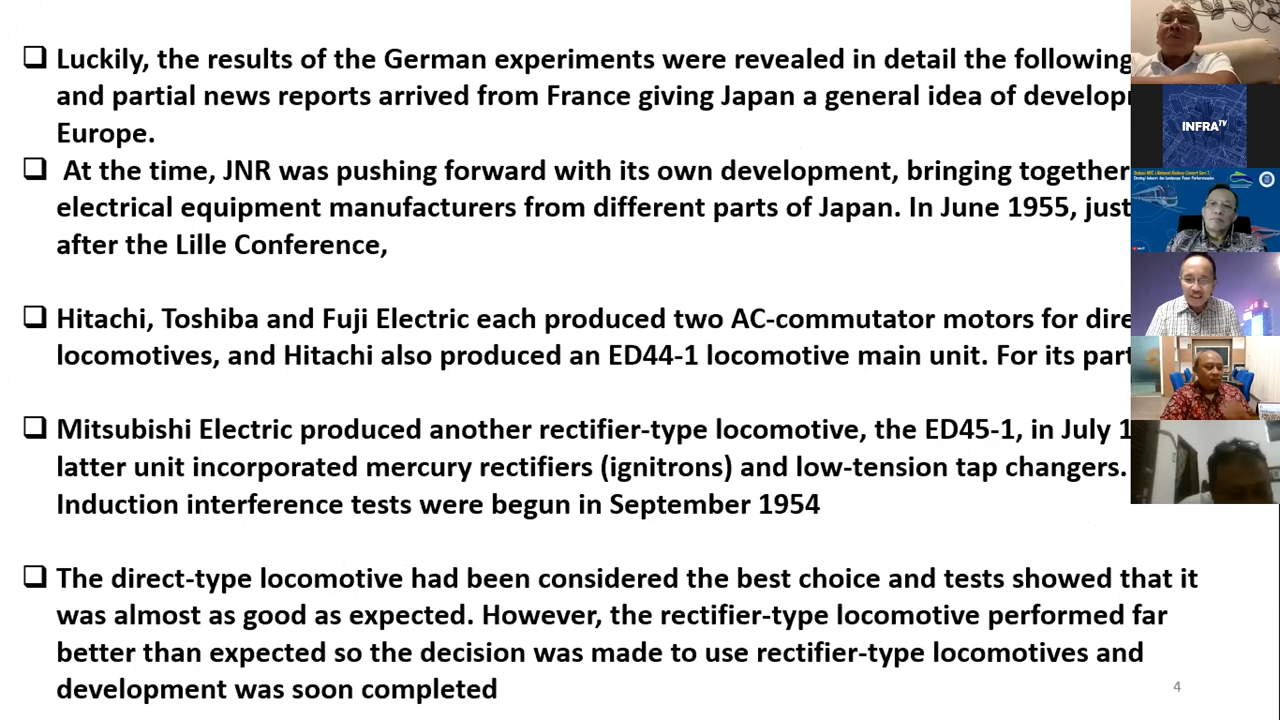 Luckily, the results of the German experiments were revealed in detail the following
and partial news reports arrived from France giving Japan a general idea of
Europe.
At the time, JNR was pushing forward with its own development, bringing together
electrical equipment manufacturers from different parts of Japan. In June 1955, just
after the Lille Conference,
Hitachi, Toshiba and Fuji Electric each produced two AC-commutator motors for
locomotives, and Hitachi also produced an ED44-1 locomotive main unit. For its part
Mitsubishi Electric produced another rectifier-type locomotive, the ED45-1, in July
latter unit incorporated mercury rectifiers (ignitrons) and low-tension tap changers.
Induction interference tests were begun in September 1954
The direct-type locomotive had been considered the best choice and tests showed that it
was almost as good as expected. However, the rectifier-type locomotive performed far
better than expected so the decision was made to use rectifier-type locomotives and
development was soon completed
4
INFRA TV